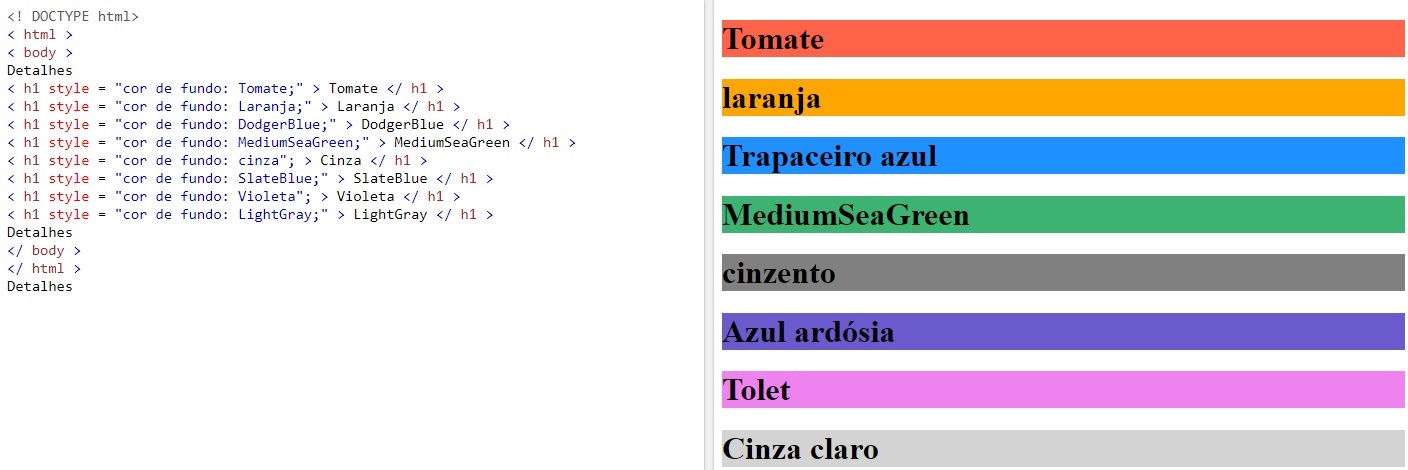 <! DOCTYPE html>
< html >
< body >
Detalhes
< h1 style = "cor de fundo: Tomate;" > Tomate </ h1 >
< h1 style = "cor de fundo: Laranja;" > Laranja </ h1 >
< h1 style = "cor de fundo: DodgerBlue;" > DodgerBlue </ h1 >
< h1 style = "cor de fundo: MediumSeaGreen;" > MediumSeaGreen </ h1 >
< h1 style = "cor de fundo: cinza"; > Cinza </ h1 >
< h1 style = "cor de fundo: SlateBlue;" > SlateBlue </ h1 >
< h1 style = "cor de fundo: Violeta"; > Violeta </ h1 >
< h1 style = "cor de fundo: LightGray;" > LightGray </ h1 >
Detalhes
</ body >
</ html >
Detalhes
Tomate
laranja
Trapaceiro azul
MediumSeaGreen
cinzento
Azul ardósia
Tolet
Cinza claro